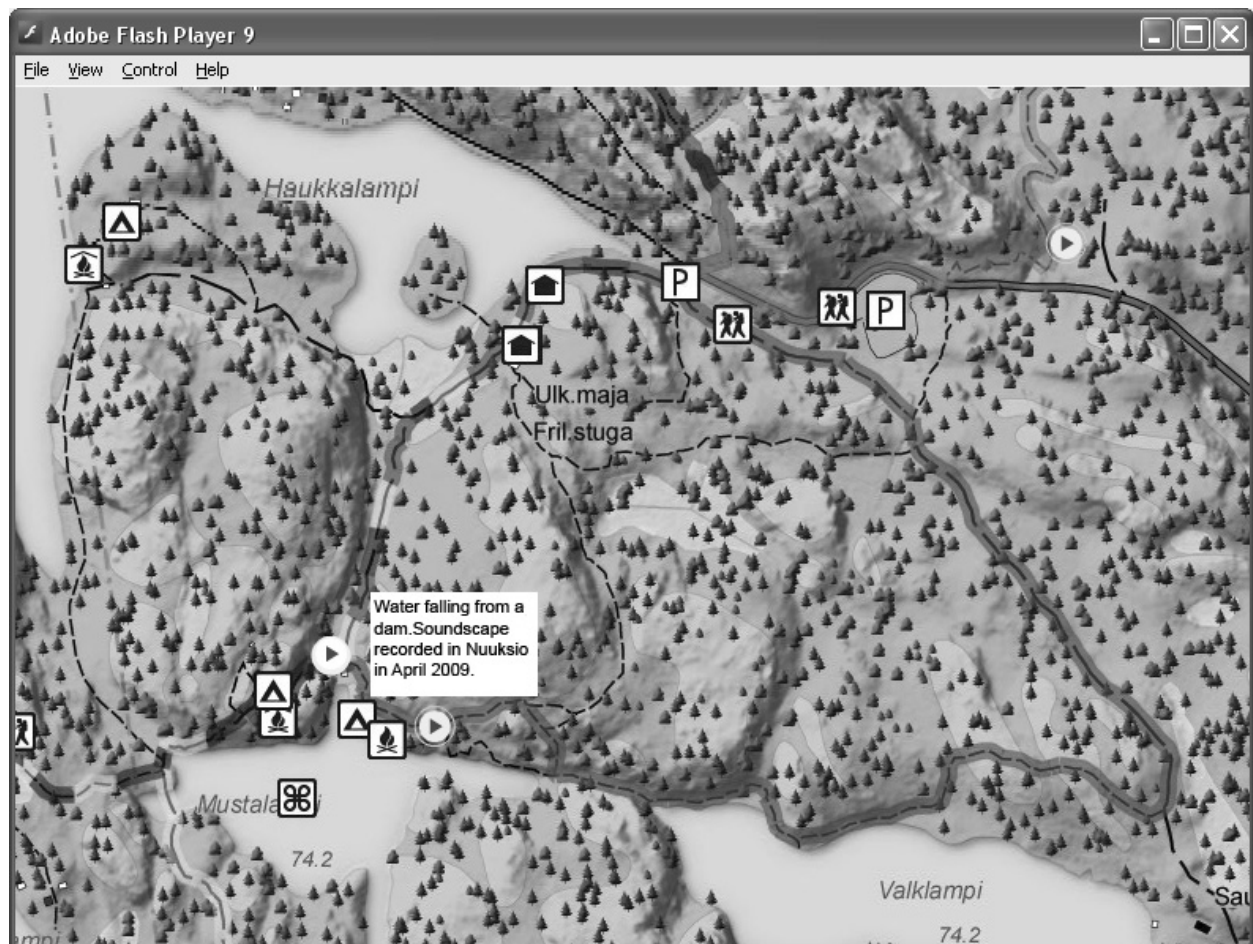 Adobe Flash Player 9
File View Control Help
Haukkalampi
P
P
Ulk.maja
Fril.stuga
Water falling from a
dam.Soundscape
recorded in Nuuksio
in April 2009.
74.2
Valklampi
Sau
74.2